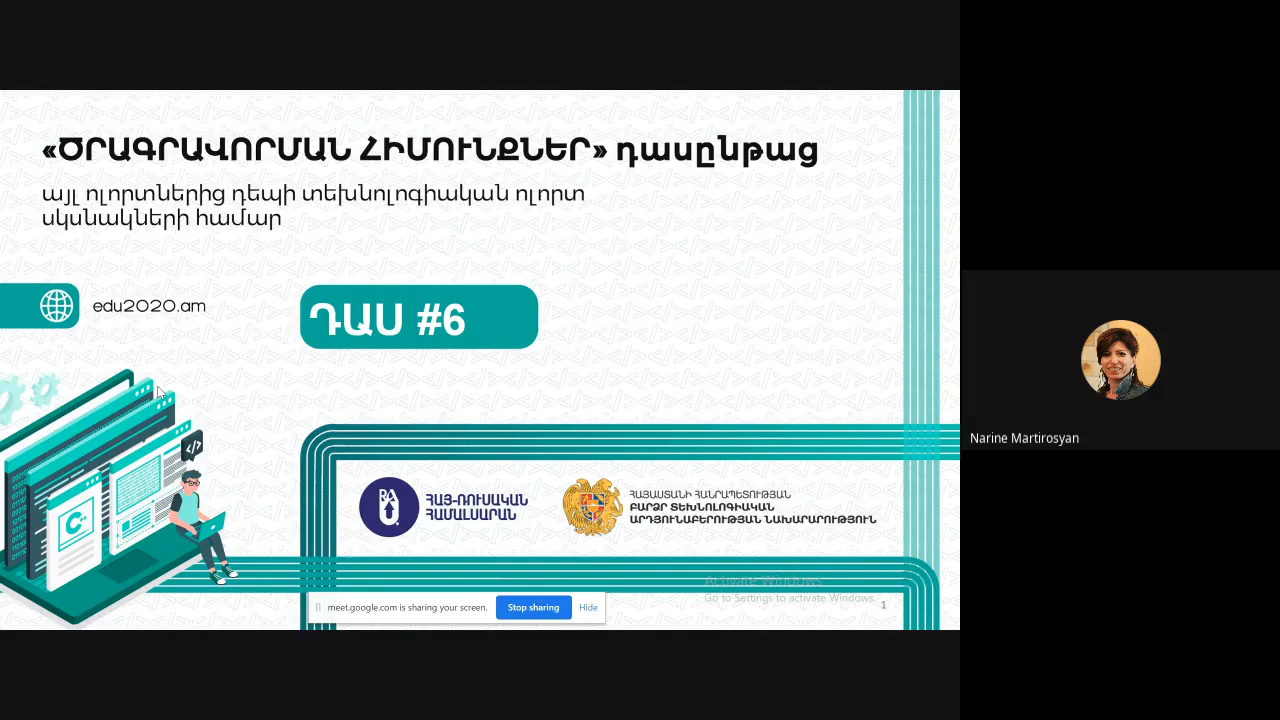 «ԾՐԱԳՐԱՎՈՐՄԱՆ ՀԻՄՈՒՆՔՆԵՐ» դասընթաց
այլ ոլորտներից դեպի տեխնոլոգիական ոլորտ
սկսնակների համար
edu2020.am
ԴԱՍ #6
ՀԱՅ-ՌՈՒՍԱԿԱՆ
ՀԱՄԱԼՍԱՐԱՆ
ՀԱՅԱՍՏԱՆԻ ՀԱՆՐԱՊԵՏՈՒԹՅԱՆ
ԲԱՐՁՐ ՏԵԽՆՈԼՈԳԻԱԿԱՆ
ԱՐԴՅՈՒՆԱԲԵՐՈՒԹՅԱՆ ՆԱԽԱՐԱՐՈՒԹՅՈՒՆ
Activate Windows
Go to Settings to activate Windows.
1
meet.google.com is sharing your screen. Stop sharing Hide
Narine Martirosyan